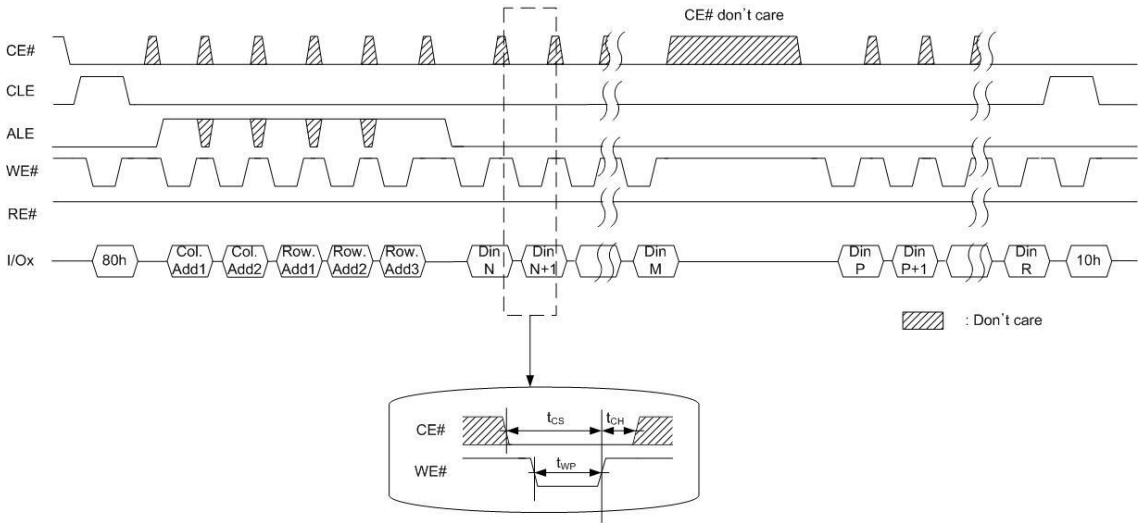 CE# don't care
CE#
CLE
ALE
WE#
RE#
I/Ox
80h
Col. Add1
Col. Add2
Row. Add1
Row. Add2
Row. Add3
Din N
Din N+1
Din M
Din P
Din P+1
Din R
10h
: Don't care
CE#
tCS
tCH
WE#
tWP